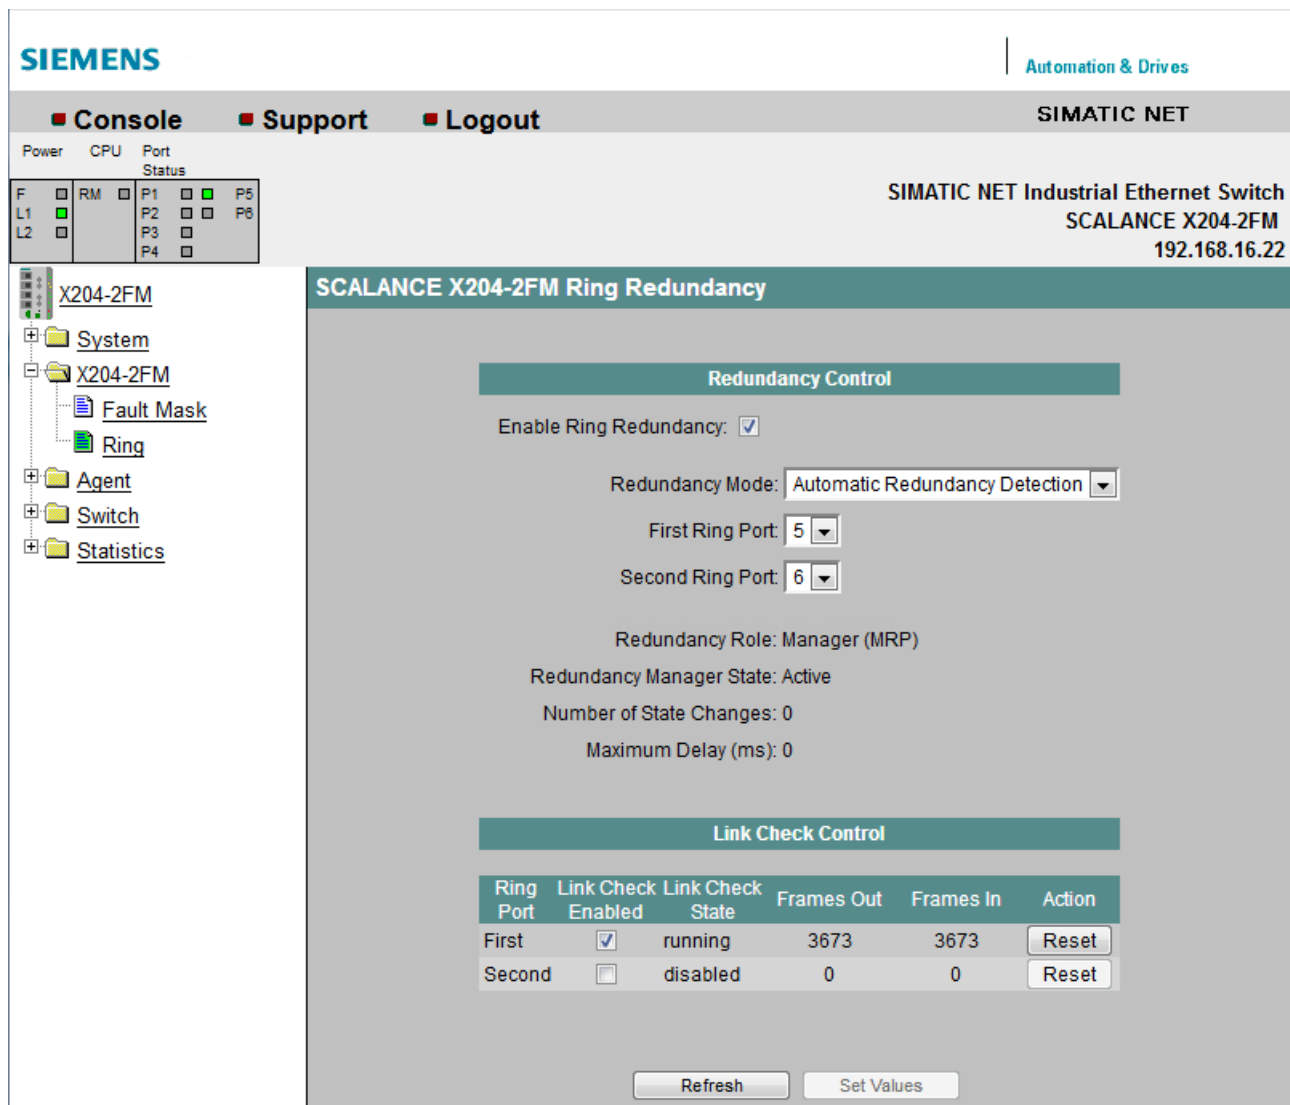 SIEMENS
Automation & Drives
Console Support Logout
SIMATIC NET
Power CPU Port Status
F RM P1 P5
L1 P2 P6
L2 P3
P4
SIMATIC NET Industrial Ethernet Switch
SCALANCE X204-2FM
192.168.16.22
X204-2FM
System
X204-2FM
Fault Mask
Ring
Agent
Switch
Statistics
SCALANCE X204-2FM Ring Redundancy
Redundancy Control
Enable Ring Redundancy:
Redundancy Mode: Automatic Redundancy Detection
First Ring Port: 5
Second Ring Port: 6
Redundancy Role: Manager (MRP)
Redundancy Manager State: Active
Number of State Changes: 0
Maximum Delay (ms): 0
Link Check Control
Ring Port Link Check Enabled Link Check State Frames Out Frames In Action
First running 3673 3673 Reset
Second disabled 0 0 Reset
Refresh Set Values